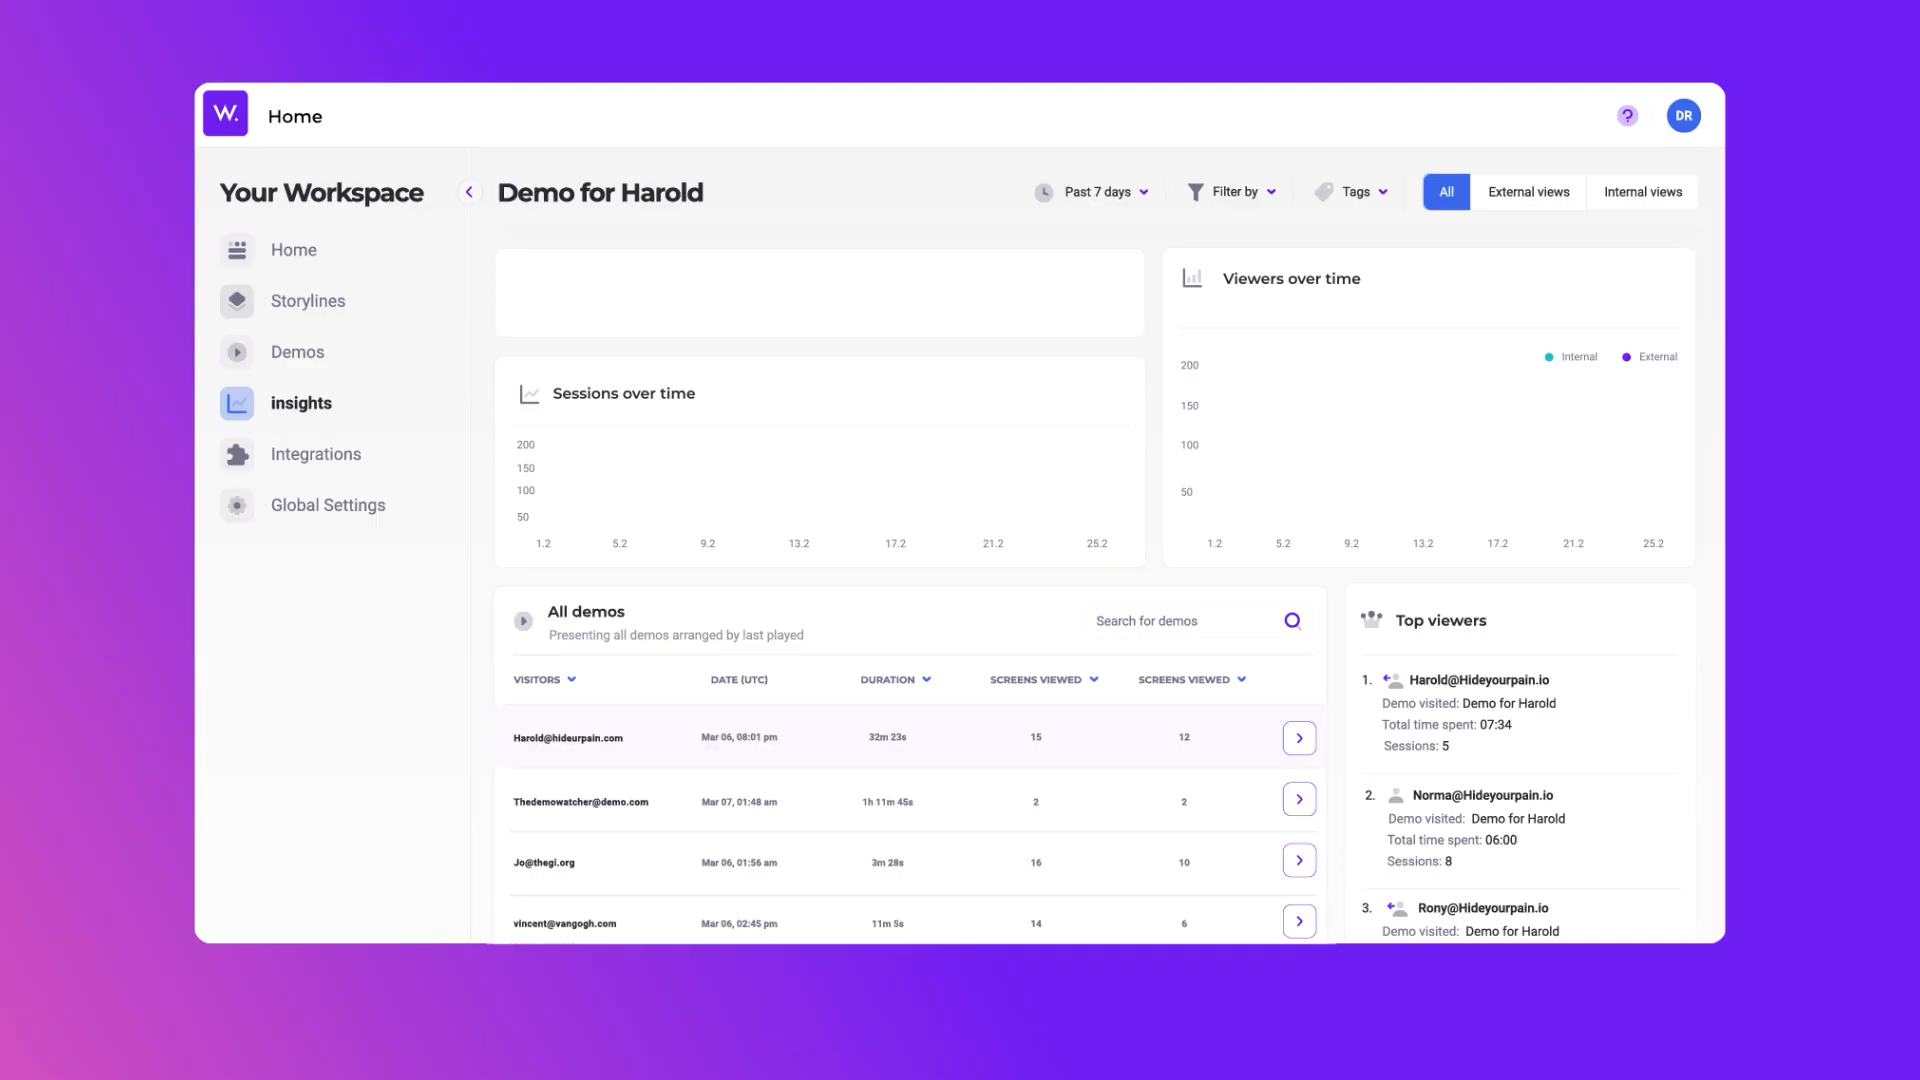 W.
Home
?
DR
Your Workspace
Home
Storylines
Demos
insights
Integrations
Global Settings
Demo for Harold
Past 7 days
Filter by
Tags
All
External views
Internal views
Sessions over time
200
150
100
50
1.2 5.2 9.2 13.2 17.2 21.2 25.2
Viewers over time
Internal External
200
150
100
50
1.2 5.2 9.2 13.2 17.2 21.2 25.2
All demos
Presenting all demos arranged by last played
Search for demos
VISITORS DATE (UTC) DURATION SCREENS VIEWED SCREENS VIEWED
Harold@hideurpain.com Mar 06, 08:01 pm 32m 23s 15 12
Thedemowatcher@demo.com Mar 07, 01:48 am 1h 11m 45s 2 2
Jo@thegi.org Mar 06, 01:56 am 3m 28s 16 10
vincent@vangogh.com Mar 06, 02:45 pm 11m 5s 14 6
Top viewers
1. Harold@Hideyourpain.io
Demo visited: Demo for Harold
Total time spent: 07:34
Sessions: 5
2. Norma@Hideyourpain.io
Demo visited: Demo for Harold
Total time spent: 06:00
Sessions: 8
3. Rony@Hideyourpain.io
Demo visited: Demo for Harold